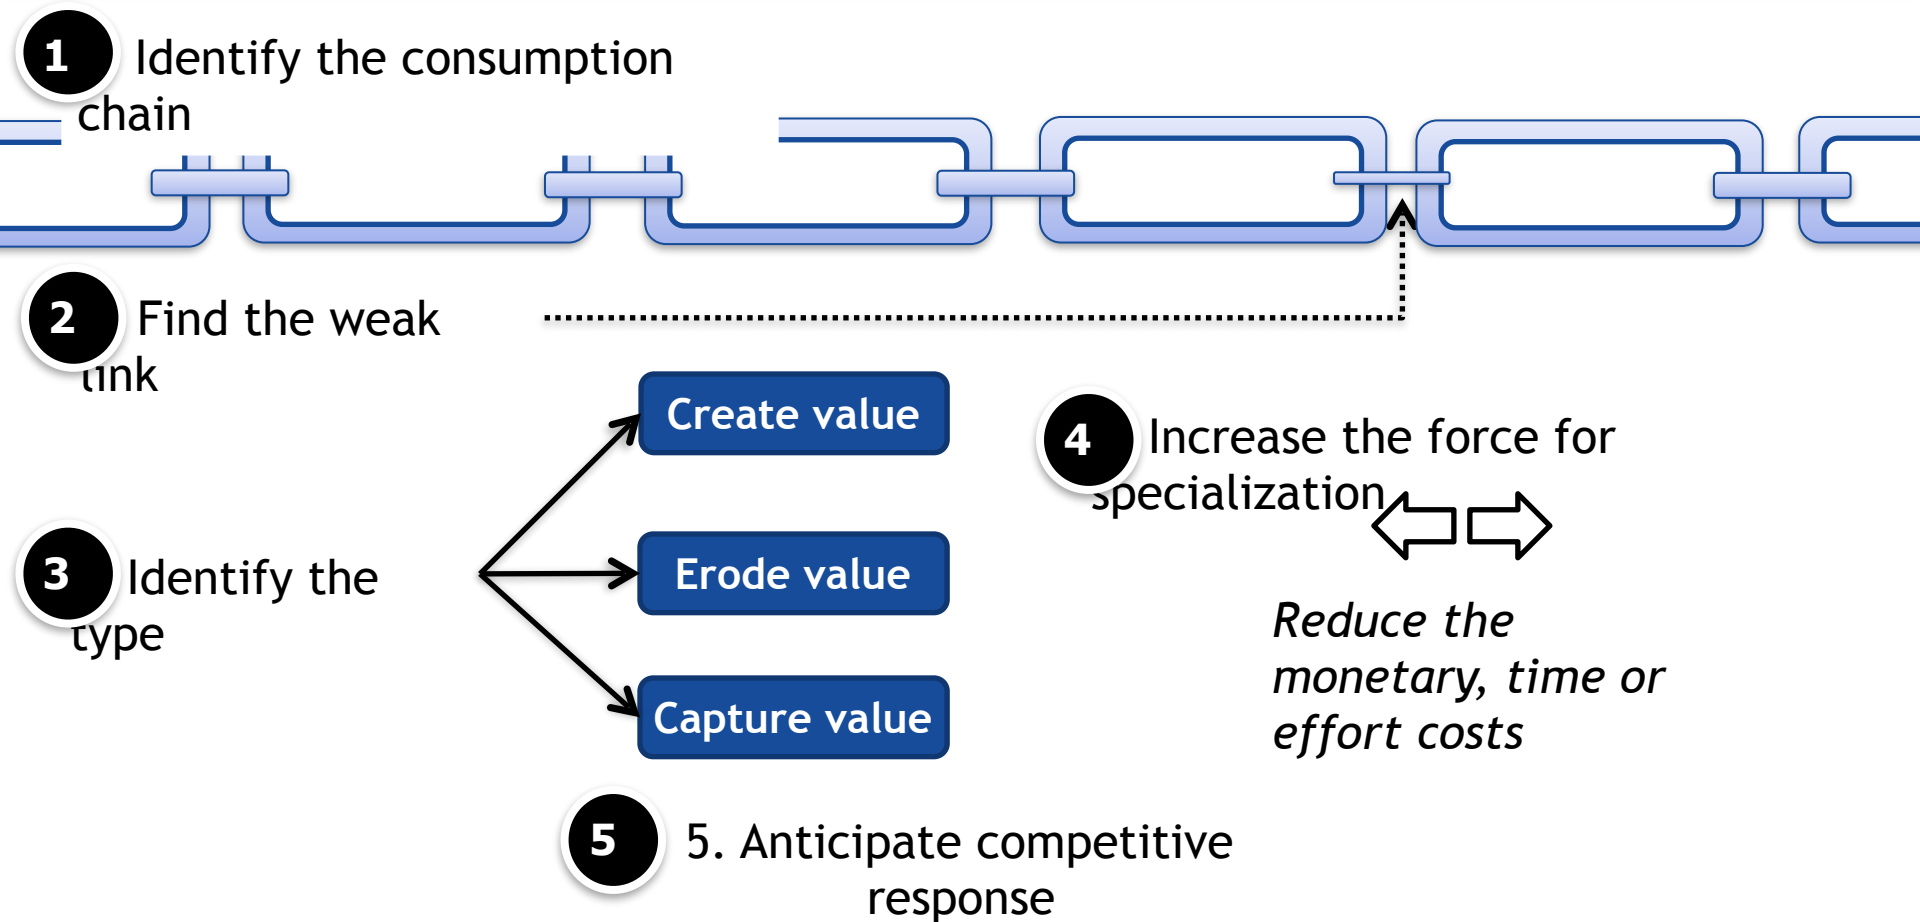 1 Identify the consumption
chain
2 Find the weak
link
Create value
4 Increase the force for
specialization
3 Identify the
type
Erode value
Reduce the
monetary, time or
effort costs
Capture value
5 5. Anticipate competitive
response